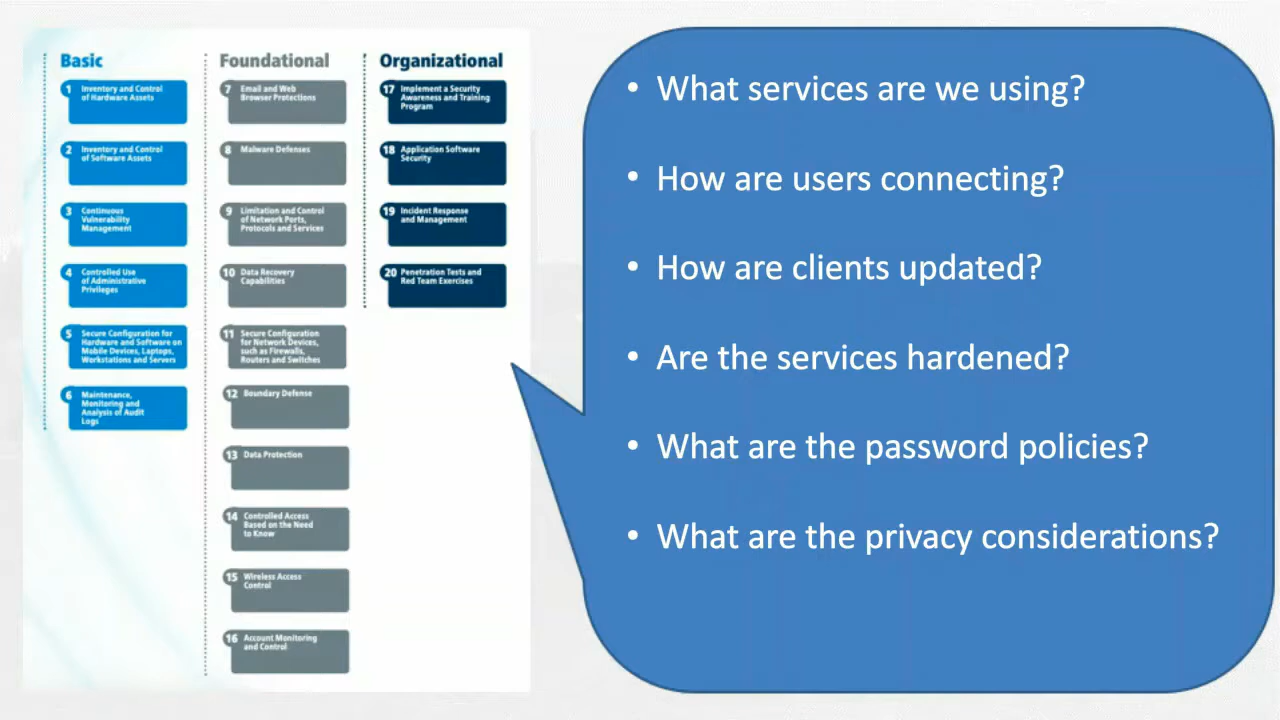 Basic
1 Inventory and Control
of Hardware Assets
2 Inventory and Control
of Software Assets
3 Continuous
Vulnerability
Management
4 Controlled Use
of Administrative
Privileges
5 Secure Configuration for
Hardware and Software on
Mobile Devices, Laptops,
Workstations and Servers
6 Maintenance,
Monitoring and
Analysis of Audit
Logs
Foundational
7 Email and Web
Browser Protections
8 Malware Defenses
9 Limitation and Control
of Network Ports,
Protocols and Services
10 Data Recovery
Capabilities
11 Secure Configuration
for Network Devices,
such as Firewalls,
Routers and Switches
12 Boundary Defense
13 Data Protection
14 Controlled Access
Based on the Need
to Know
15 Wireless Access
Control
16 Account Monitoring
and Control
Organizational
17 Implement a Security
Awareness and Training
Program
18 Application Software
Security
19 Incident Response
and Management
20 Penetration Tests and
Red Team Exercises
• What services are we using?
• How are users connecting?
• How are clients updated?
• Are the services hardened?
• What are the password policies?
• What are the privacy considerations?